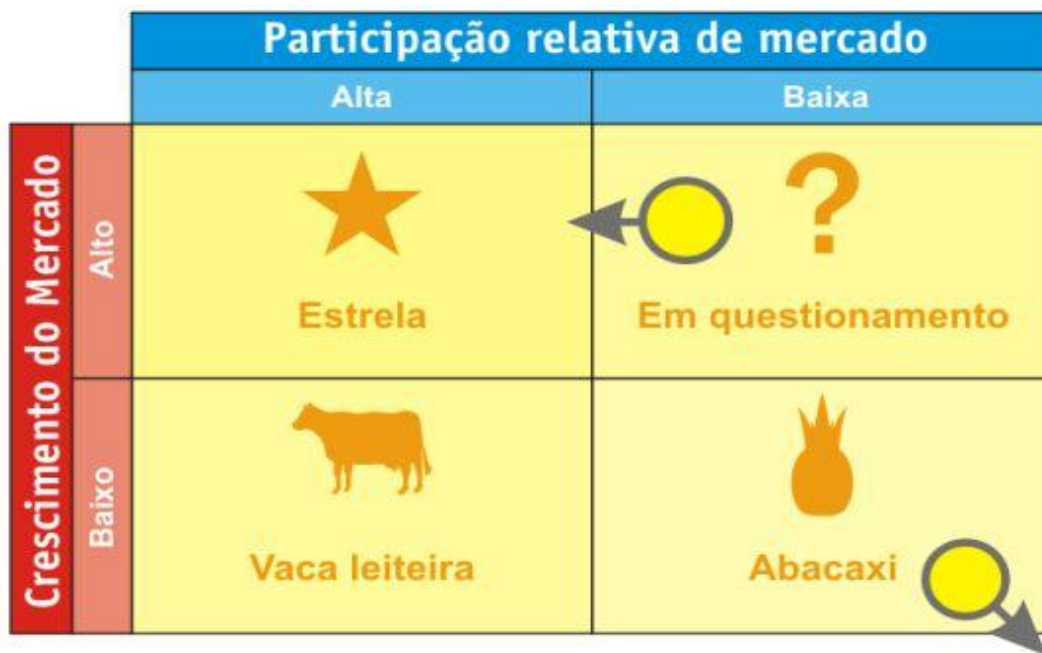 Participação relativa de mercado
Alta
Baixa
Crescimento do Mercado
Alto
Estrela
?
Em questionamento
Baixo
Vaca leiteira
Abacaxi